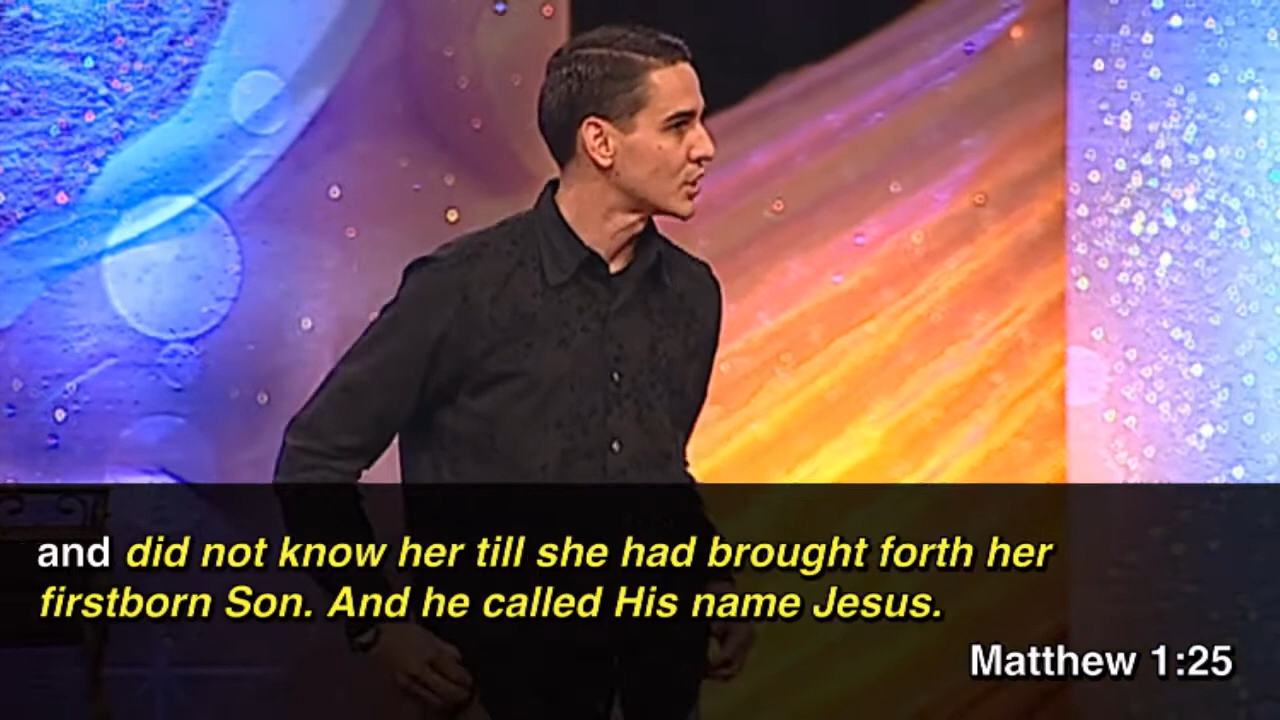 and did not know her till she had brought forth her
firstborn Son. And he called His name Jesus.
Matthew 1:25